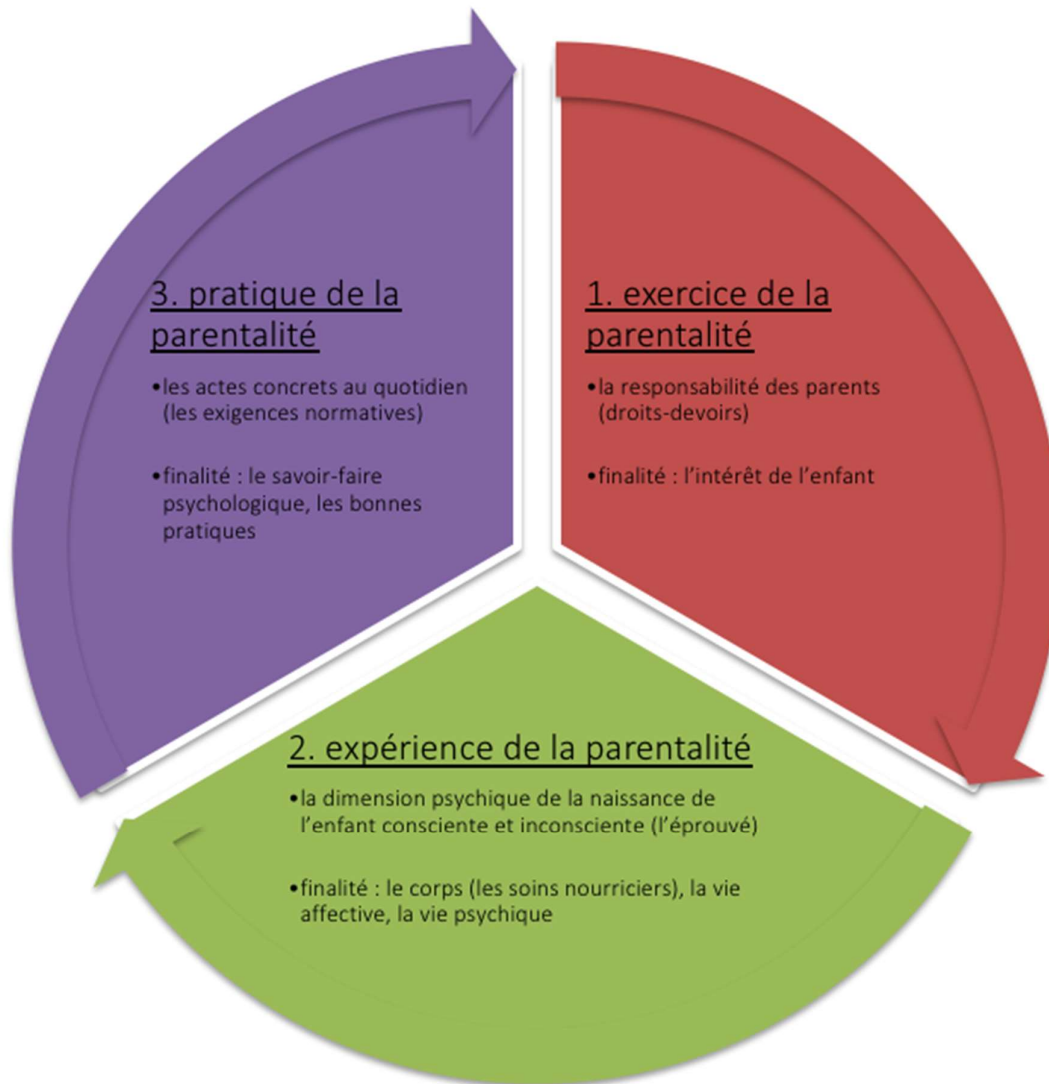 1. exercice de la
parentalité
•la responsabilité des parents
(droits-devoirs)
•finalité : l’intérêt de l’enfant
2. expérience de la parentalité
•la dimension psychique de la naissance de
l’enfant consciente et inconsciente (l’éprouvé)
•finalité : le corps (les soins nourriciers), la vie
affective, la vie psychique
3. pratique de la
parentalité
•les actes concrets au quotidien
(les exigences normatives)
•finalité : le savoir-faire
psychologique, les bonnes
pratiques